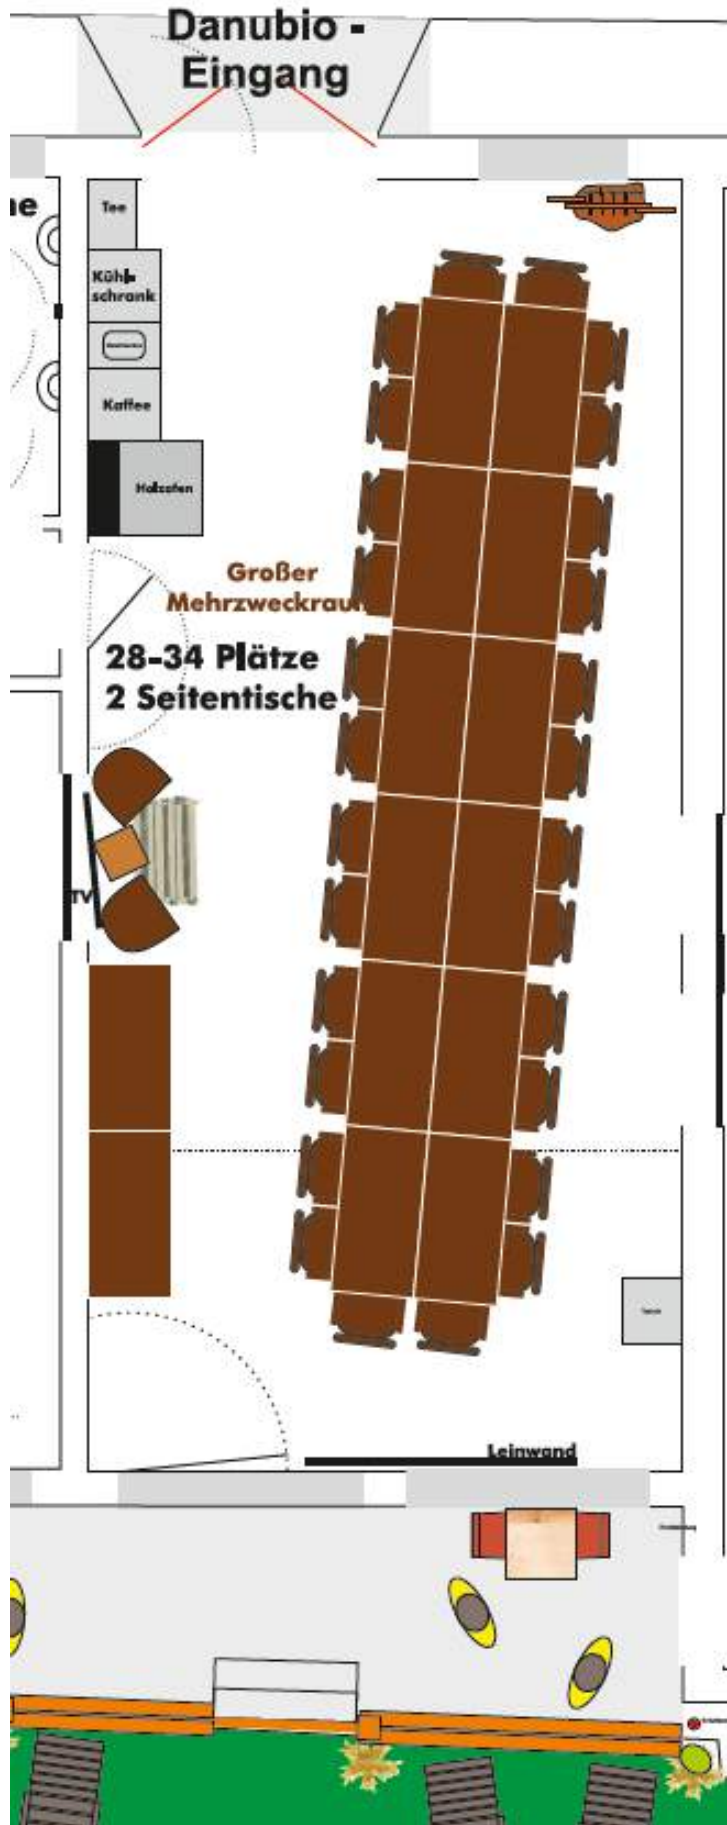 Danubio -
Eingang
ne
Tee
Kühl-
schrank
Kaffee
Holzofen
Großer
Mehrzweckraum
28-34 Plätze
2 Seitentische
TV
Leinwand